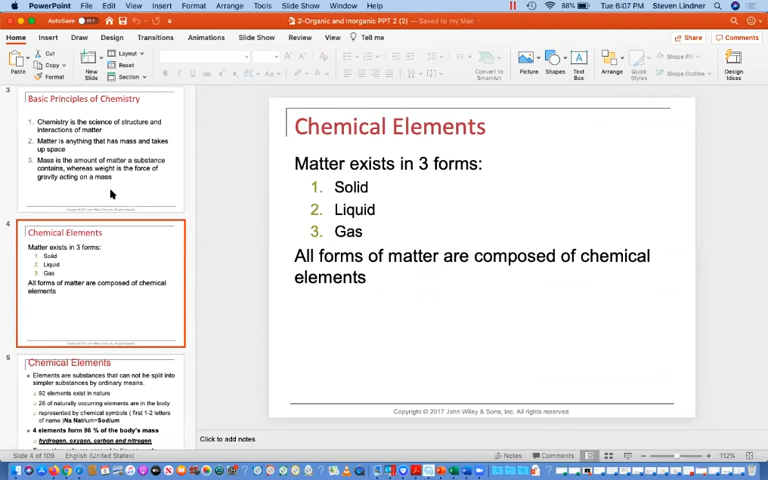 PowerPoint File Edit View Insert Format Arrange Tools Slide Show Window Help 88% Tue 6:07 PM Steven Lindner
AutoSave OFF 2-Organic and Inorganic PPT 2 (2) — Saved to my Mac
Home Insert Draw Design Transitions Animations Slide Show Review View Tell me Share Comments
Paste Cut Copy Format New Slide Layout Reset Section Convert to SmartArt Picture Shapes Text Box Arrange Quick Styles Shape Fill Shape Outline Design Ideas
3
Basic Principles of Chemistry
1. Chemistry is the science of structure and
interactions of matter
2. Matter is anything that has mass and takes
up space
3. Mass is the amount of matter a substance
contains, whereas weight is the force of
gravity acting on a mass
4
Chemical Elements
Matter exists in 3 forms:
1. Solid
2. Liquid
3. Gas
All forms of matter are composed of chemical
elements
5
Chemical Elements
Elements are substances that can not be split into
simpler substances by ordinary means.
92 elements exist in nature
26 of naturally occurring elements are in the body
represented by chemical symbols ( first 1-2 letters
of name )Na Natrium=Sodium
4 elements form 96 % of the body's mass
hydrogen, oxygen, carbon and nitrogen
Chemical Elements
Matter exists in 3 forms:
1. Solid
2. Liquid
3. Gas
All forms of matter are composed of chemical
elements
Copyright © 2017 John Wiley & Sons, Inc. All rights reserved
Click to add notes
Slide 4 of 109 English (United States) Notes Comments 112%